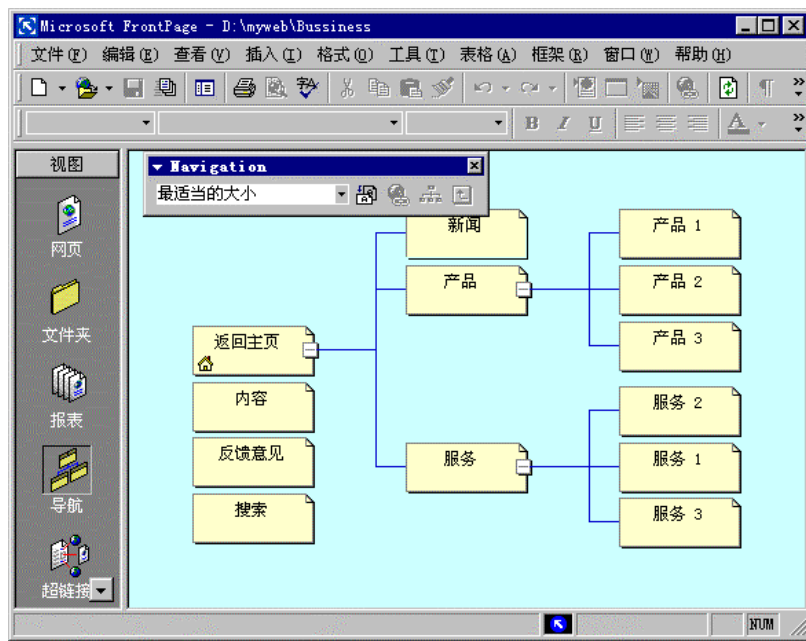 Microsoft FrontPage - D:\myweb\Bussiness
文件(F) 编辑(E) 查看(V) 插入(I) 格式(O) 工具(T) 表格(A) 框架(R) 窗口(W) 帮助(H)
B I U A
视图
Navigation
最适当的大小
网页
文件夹
报表
导航
超链接
新闻
产品
返回主页
内容
反馈意见
搜索
服务
产品 1
产品 2
产品 3
服务 2
服务 1
服务 3
NUM